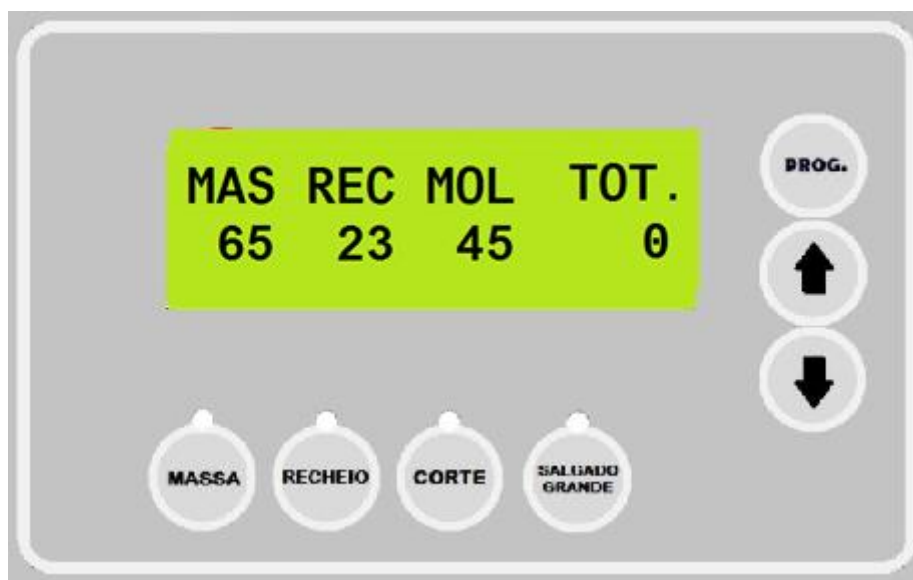 MAS REC MOL TOT.
65 23 45 0
PROG.
MASSA
RECHEIO
CORTE
SALGADO
GRANDE